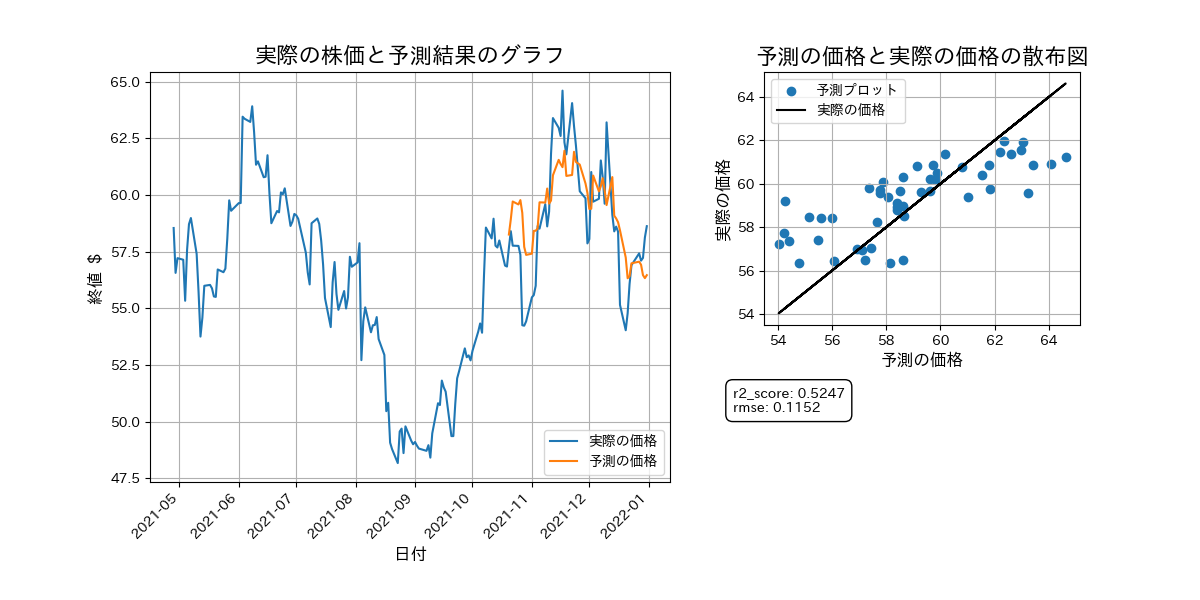 実際の株価と予測結果のグラフ
65.0
62.5
60.0
57.5
55.0
52.5
50.0
47.5
終値 $
2021-05
2021-06
2021-07
2021-08
2021-09
2021-10
2021-11
2021-12
2022-01
日付
実際の価格
予測の価格
予測の価格と実際の価格の散布図
予測プロット
実際の価格
64
62
60
58
56
54
実際の価格
54
56
58
60
62
64
予測の価格
r2_score: 0.5247
rmse: 0.1152